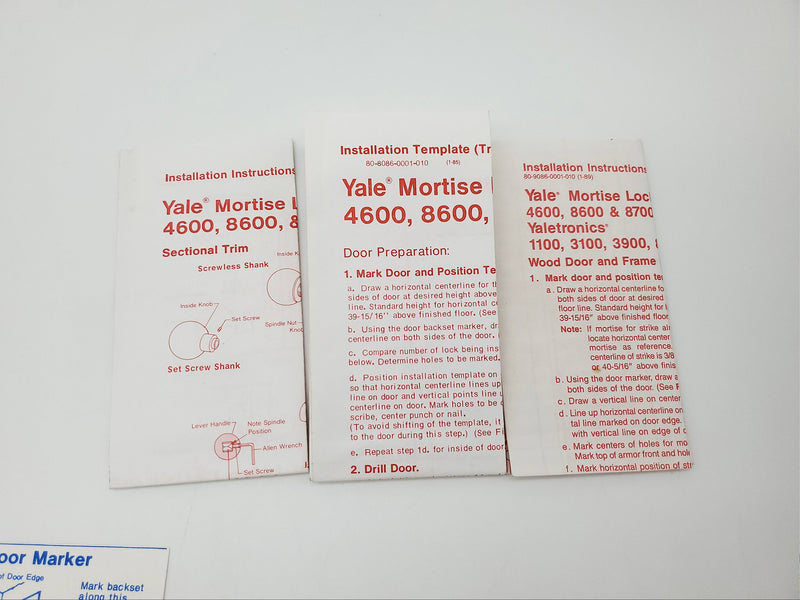 Installation Instructions
Yale® Mortise L
4600, 8600, &
Sectional Trim
Screwless Shank
Inside K
Inside Knob
Set Screw
Spindle Nut
Knob
Set Screw Shank
Lever Handle
Note Spindle
Position
Allen Wrench
Set Screw
Installation Template (Tr
80-8086-0001-010 (1-85)
Yale® Mortise
4600, 8600,
Door Preparation:
1. Mark Door and Position Te
a. Draw a horizontal centerline for th
sides of door at desired height above
line. Standard height for horizontal c
39-15/16'' above finished floor. (See
b. Using the door backset marker, dr
centerline on both sides of the door.
c. Compare number of lock being ins
below. Determine holes to be marked.
d. Position installation template on
so that horizontal centerline lines up
line on door and vertical points line u
centerline on door. Mark holes to be
scribe, center punch or nail.
(To avoid shifting of the template, it
to the door during this step.) (See Fi
e. Repeat step 1d. for inside of door
2. Drill Door.
Installation Instructions
80-9086-0001-010 (1-89)
Yale® Mortise Loc
4600, 8600 & 8700
Yaletronics®
1100, 3100, 3900,
Wood Door and Frame
1. Mark door and position te
a. Draw a horizontal centerline fo
both sides of door at desired
floor line. Standard height for
39-15/16" above finished floor
Note: If mortise for strike al
locate horizontal center
mortise as reference.
centerline of strike is 3/8
or 40-5/16" above finis
b. Using the door marker, draw a
both sides of the door. (See F
c. Draw a vertical line on center
d. Line up horizontal centerline on
tal line marked on door edge.
with vertical line on edge of
e. Mark centers of holes for mo
Mark top of armor front and hole
f. Mark horizontal position of str
oor Marker
of Door Edge
Mark backset
along this